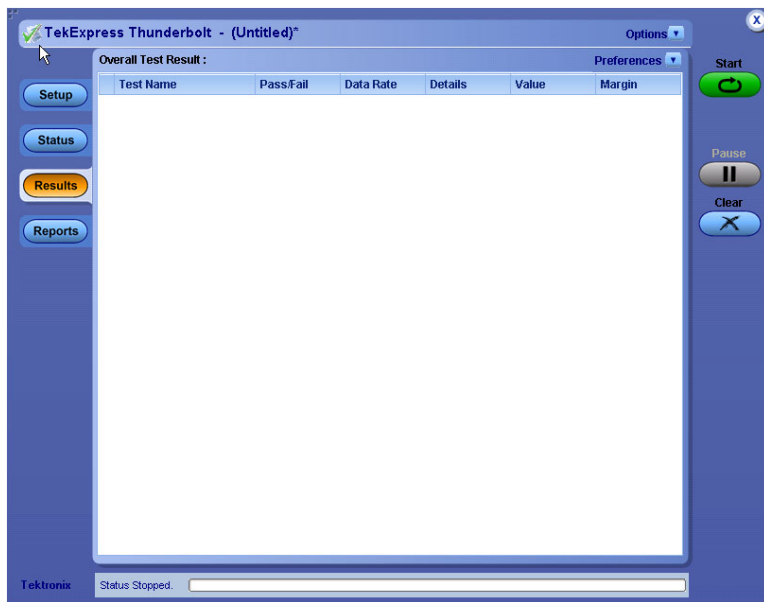 TekExpress Thunderbolt - (Untitled)*
Options
X
Overall Test Result :
Preferences
Start
Test Name Pass/Fail Data Rate Details Value Margin
Setup
Status
Pause
Results
Clear
Reports
Tektronix
Status Stopped.